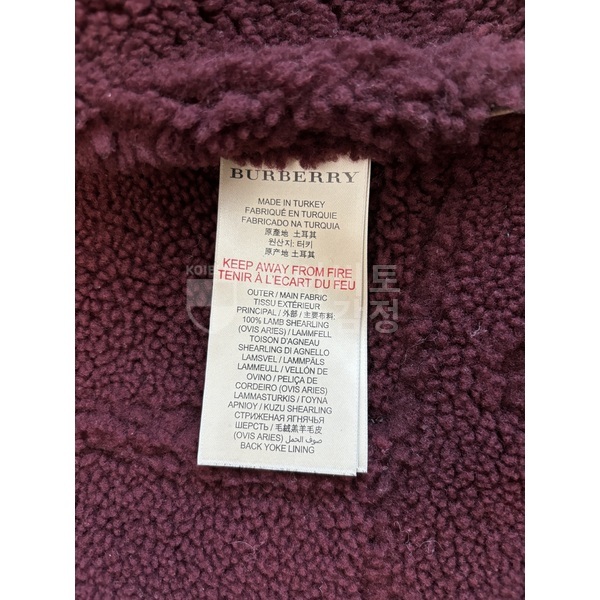 BURBERRY
MADE IN TURKEY
FABRIQUÉ EN TURQUIE
FABRICADO NA TURQUIA
原產地 土耳其
원산지: 터키
原产地 土耳其
KEEP AWAY FROM FIRE
TENIR À L'ECART DU FEU
OUTER / MAIN FABRIC
TISSU EXTÉRIEUR
PRINCIPAL / 外部 / 主要布料:
100% LAMB SHEARLING
(OVIS ARIES) / LAMMFELL
TOISON D'AGNEAU
SHEARLING DI AGNELLO
LAMSVEL / LAMMPÄLS
LAMMEULL / VELLÓN DE
OVINO / PELIÇA DE
CORDEIRO (OVIS ARIES)
LAMMASTURKIS / ΓΟΥΝΑ
ΑΡΝΙΟΥ / KUZU SHEARLING
СТРИЖЕНАЯ ЯГНЯЧЬЯ
ШЕРСТЬ / 毛绒羔羊毛皮
(OVIS ARIES) / صوف الحمل
BACK YOKE LINING
토
감정